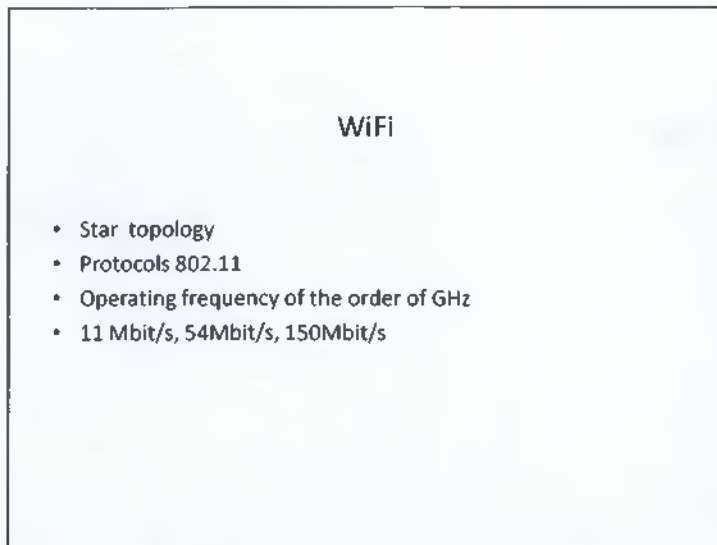 WiFi
• Star topology
• Protocols 802.11
• Operating frequency of the order of GHz
• 11 Mbit/s, 54Mbit/s, 150Mbit/s